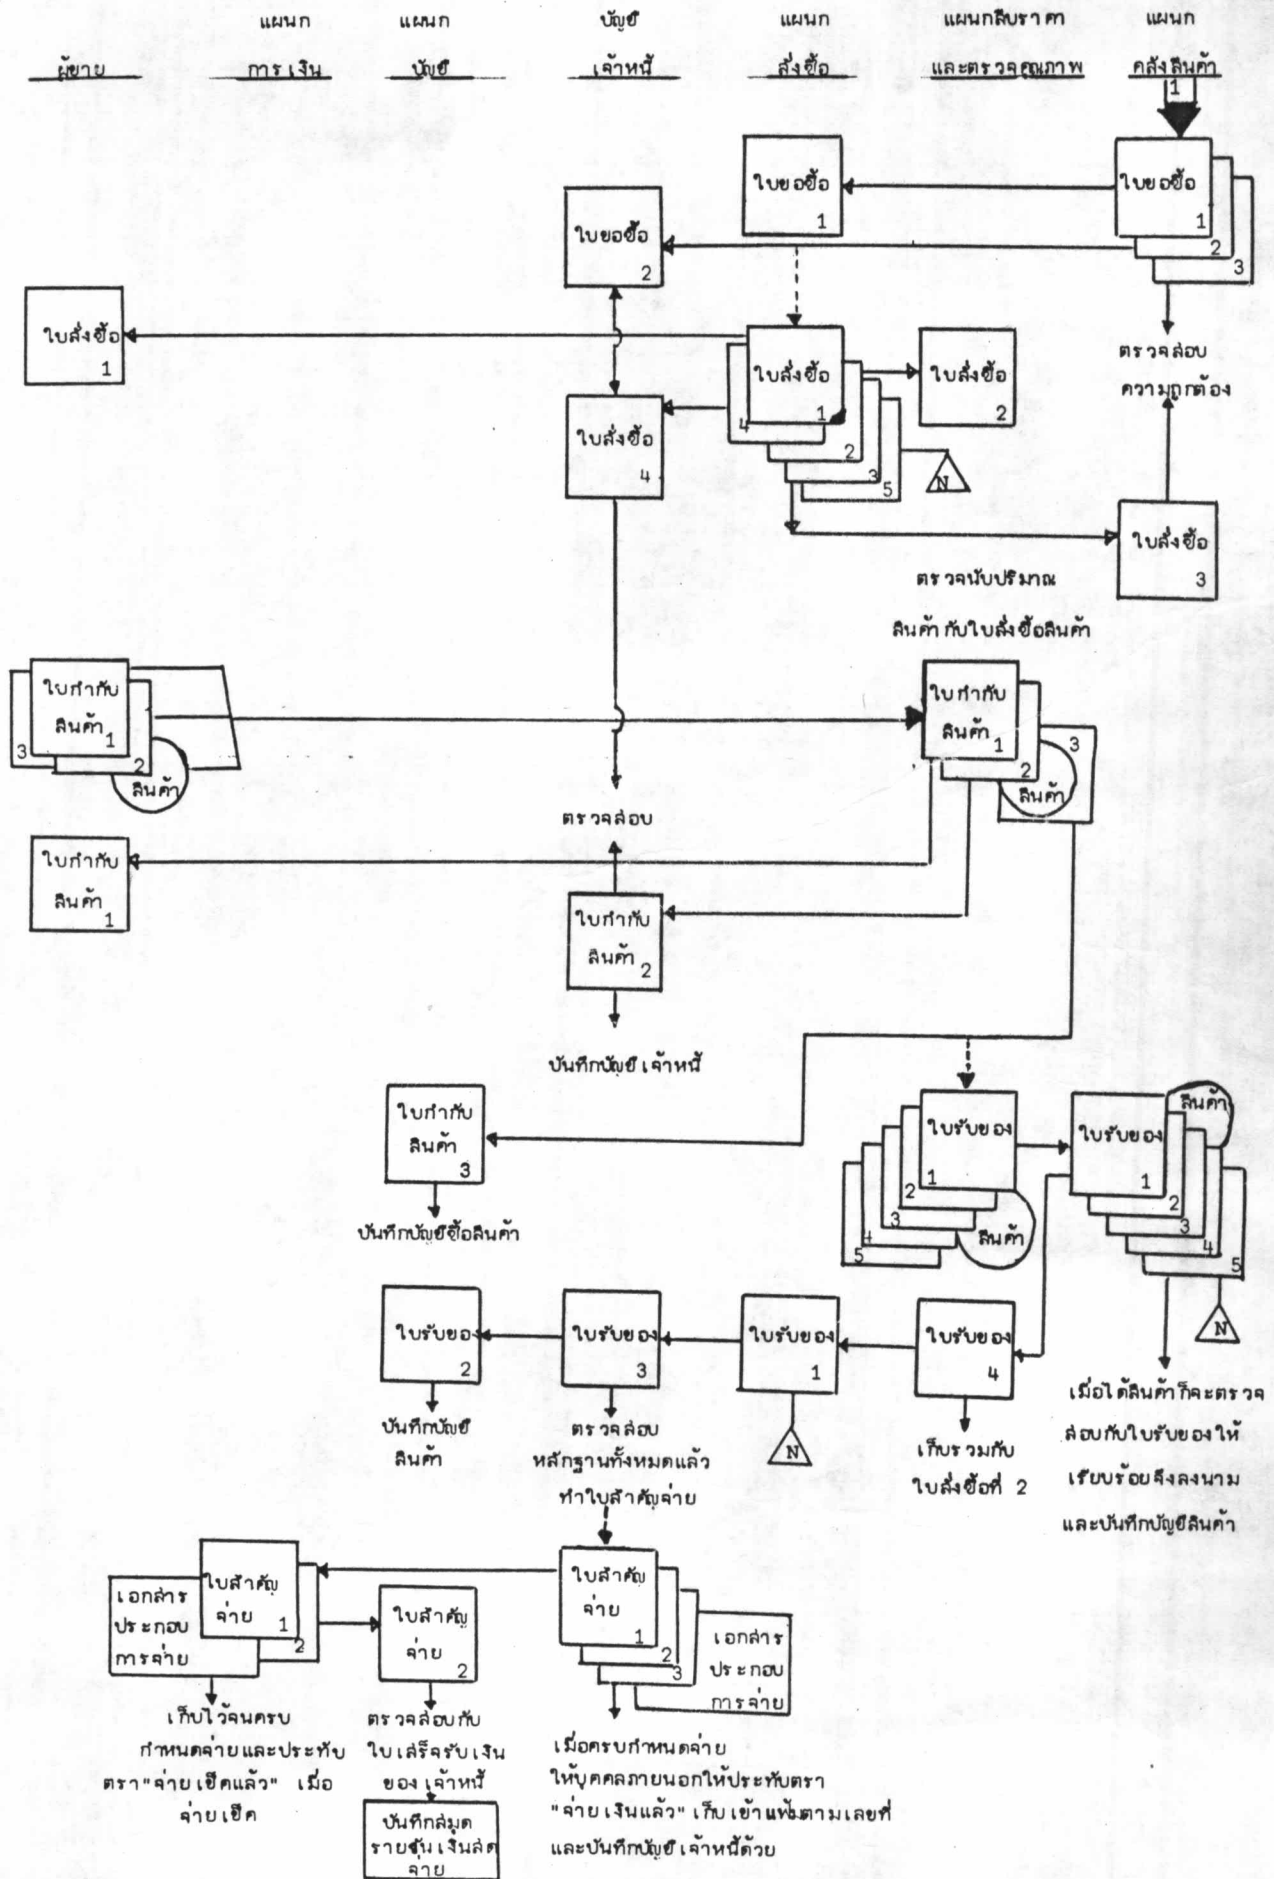 แผนก
แผนก
บัญชี
แผนก
แผนกสืบราคา
แผนก
ผู้ขาย
การเงิน
บัญชี
เจ้าหนี้
สั่งซื้อ
และตรวจคุณภาพ
คลังสินค้า
1
ใบขอซื้อ
1
ใบขอซื้อ
1
2
3
ใบขอซื้อ
2
ใบสั่งซื้อ
1
ใบสั่งซื้อ
1
4
2
3
5
N
ใบสั่งซื้อ
2
ตรวจสอบ
ความถูกต้อง
ใบสั่งซื้อ
4
ใบสั่งซื้อ
3
ตรวจนับปริมาณ
สินค้ากับใบสั่งซื้อสินค้า
ใบกำกับ
สินค้า
1
2
3
สินค้า
ใบกำกับ
สินค้า
1
2
3
สินค้า
ตรวจสอบ
ใบกำกับ
สินค้า
1
ใบกำกับ
สินค้า
2
บันทึกบัญชีเจ้าหนี้
ใบกำกับ
สินค้า
3
บันทึกบัญชีซื้อสินค้า
ใบรับของ
1
2
3
4
5
สินค้า
สินค้า
ใบรับของ
1
2
3
4
5
N
ใบรับของ
2
ใบรับของ
3
ใบรับของ
1
ใบรับของ
4
บันทึกบัญชี
สินค้า
ตรวจสอบ
หลักฐานทั้งหมดแล้ว
ทำใบสำคัญจ่าย
N
เก็บรวมกับ
ใบสั่งซื้อที่ 2
เมื่อได้สินค้าก็จะตรวจ
สอบกับใบรับของให้
เรียบร้อยจึงลงนาม
และบันทึกบัญชีสินค้า
เอกสาร
ประกอบ
การจ่าย
ใบสำคัญ
จ่าย
1
2
ใบสำคัญ
จ่าย
2
ใบสำคัญ
จ่าย
1
2
3
เอกสาร
ประกอบ
การจ่าย
เก็บไว้จนครบ
กำหนดจ่ายและประทับ
ตรา"จ่ายเช็คแล้ว" เมื่อ
จ่ายเช็ค
ตรวจสอบกับ
ใบเสร็จรับเงิน
ของเจ้าหนี้
บันทึกสมุด
รายวันเงินสด
จ่าย
เมื่อครบกำหนดจ่าย
ให้บุคคลภายนอกให้ประทับตรา
"จ่ายเงินแล้ว" เก็บเข้าแฟ้มตามเลขที่
และบันทึกบัญชีเจ้าหนี้ด้วย